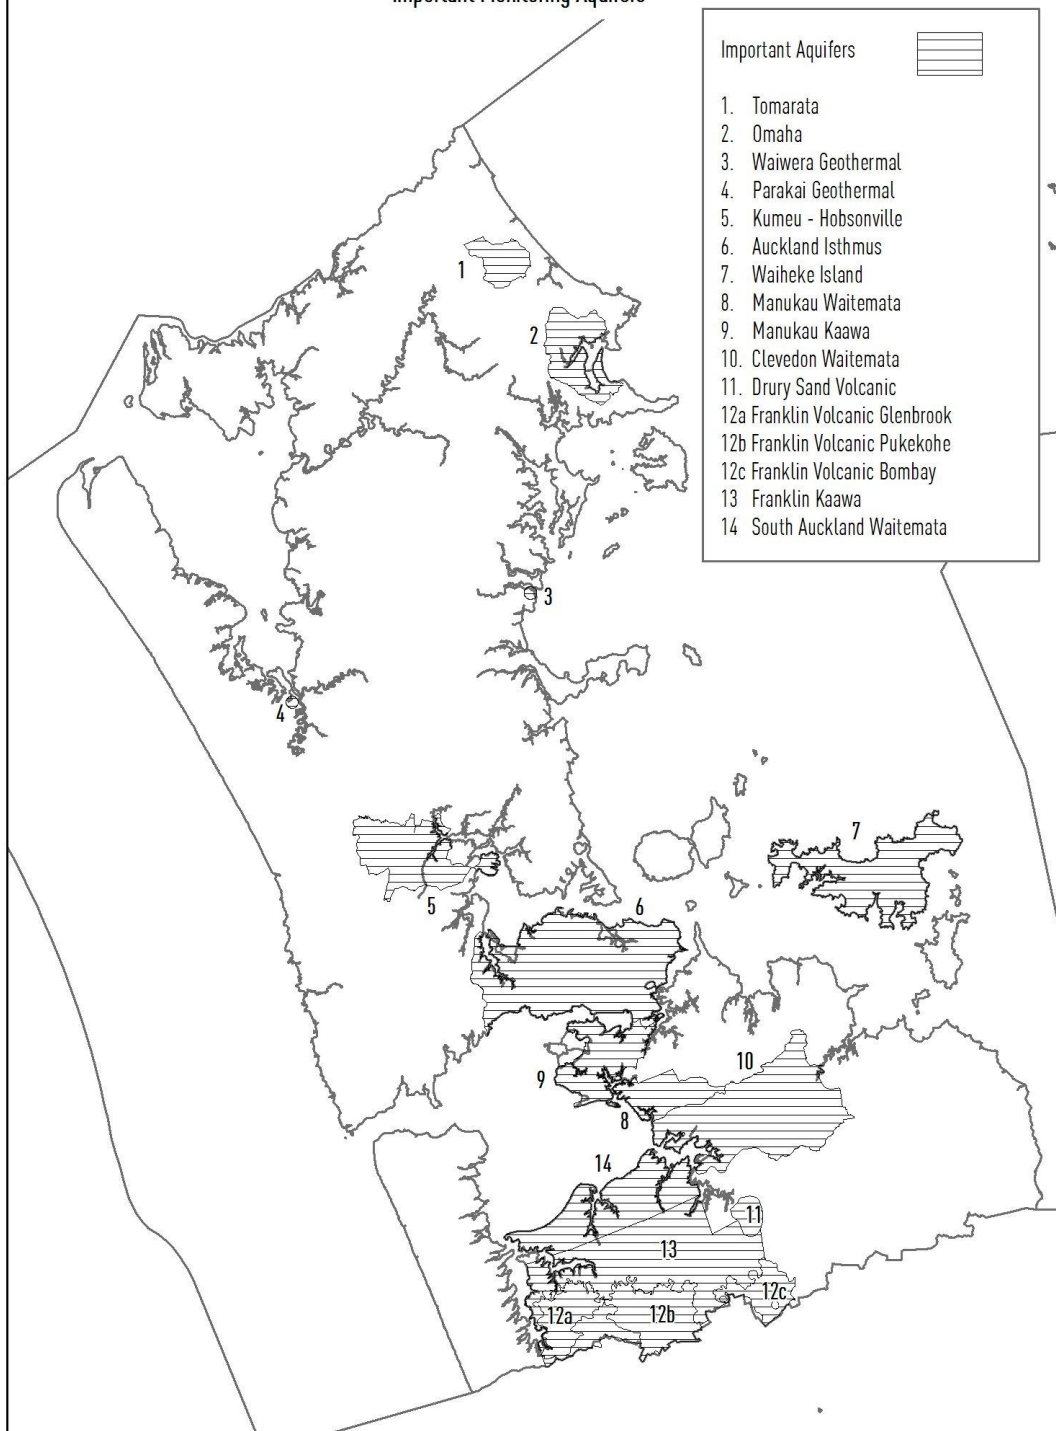 Important Monitoring Aquifers
Important Aquifers
1. Tomarata
2. Omaha
3. Waiwera Geothermal
4. Parakai Geothermal
5. Kumeu - Hobsonville
6. Auckland Isthmus
7. Waiheke Island
8. Manukau Waitemata
9. Manukau Kaawa
10. Clevedon Waitemata
11. Drury Sand Volcanic
12a Franklin Volcanic Glenbrook
12b Franklin Volcanic Pukekohe
12c Franklin Volcanic Bombay
13 Franklin Kaawa
14 South Auckland Waitemata
1
2
3
4
7
5
6
10
9
8
14
11
13
12c
12a
12b